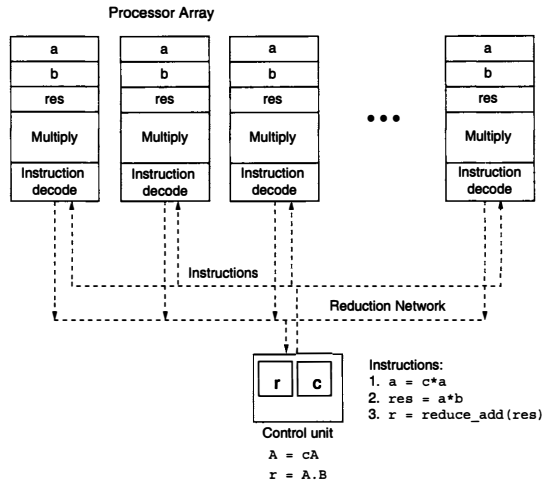 Processor Array
a a a a
b b b b
res res res res
Multiply Multiply Multiply Multiply
Instruction Instruction Instruction Instruction
decode decode decode decode
Instructions
Reduction Network
r c
Control unit
A = cA
r = A.B
Instructions:
1. a = c*a
2. res = a*b
3. r = reduce_add(res)